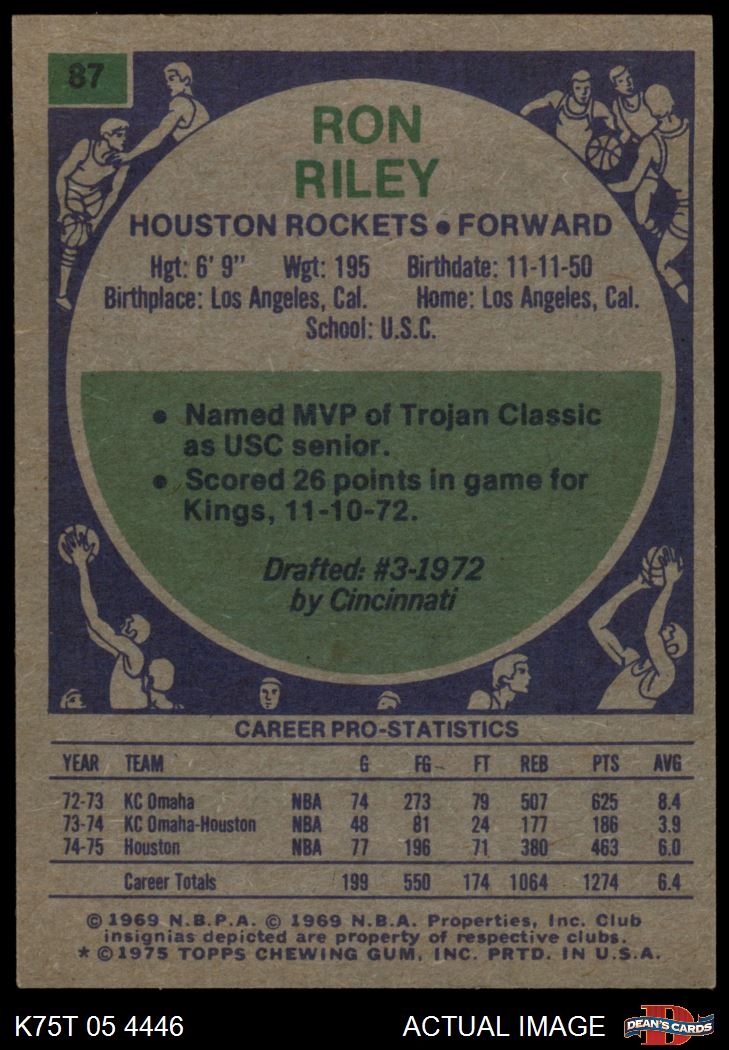 87
RON
RILEY
HOUSTON ROCKETS • FORWARD
Hgt: 6' 9" Wgt: 195 Birthdate: 11-11-50
Birthplace: Los Angeles, Cal. Home: Los Angeles, Cal.
School: U.S.C.
• Named MVP of Trojan Classic
as USC senior.
• Scored 26 points in game for
Kings, 11-10-72.
Drafted: #3-1972
by Cincinnati
CAREER PRO-STATISTICS
YEAR TEAM G FG FT REB PTS AVG
72-73 KC Omaha NBA 74 273 79 507 625 8.4
73-74 KC Omaha-Houston NBA 48 81 24 177 186 3.9
74-75 Houston NBA 77 196 71 380 463 6.0
Career Totals 199 550 174 1064 1274 6.4
© 1969 N.B.P.A. © 1969 N.B.A. Properties, Inc. Club
insignias depicted are property of respective clubs.
* © 1975 TOPPS CHEWING GUM, INC. PRTD. IN U.S.A.
K75T 05 4446 ACTUAL IMAGE D DEAN'S CARDS